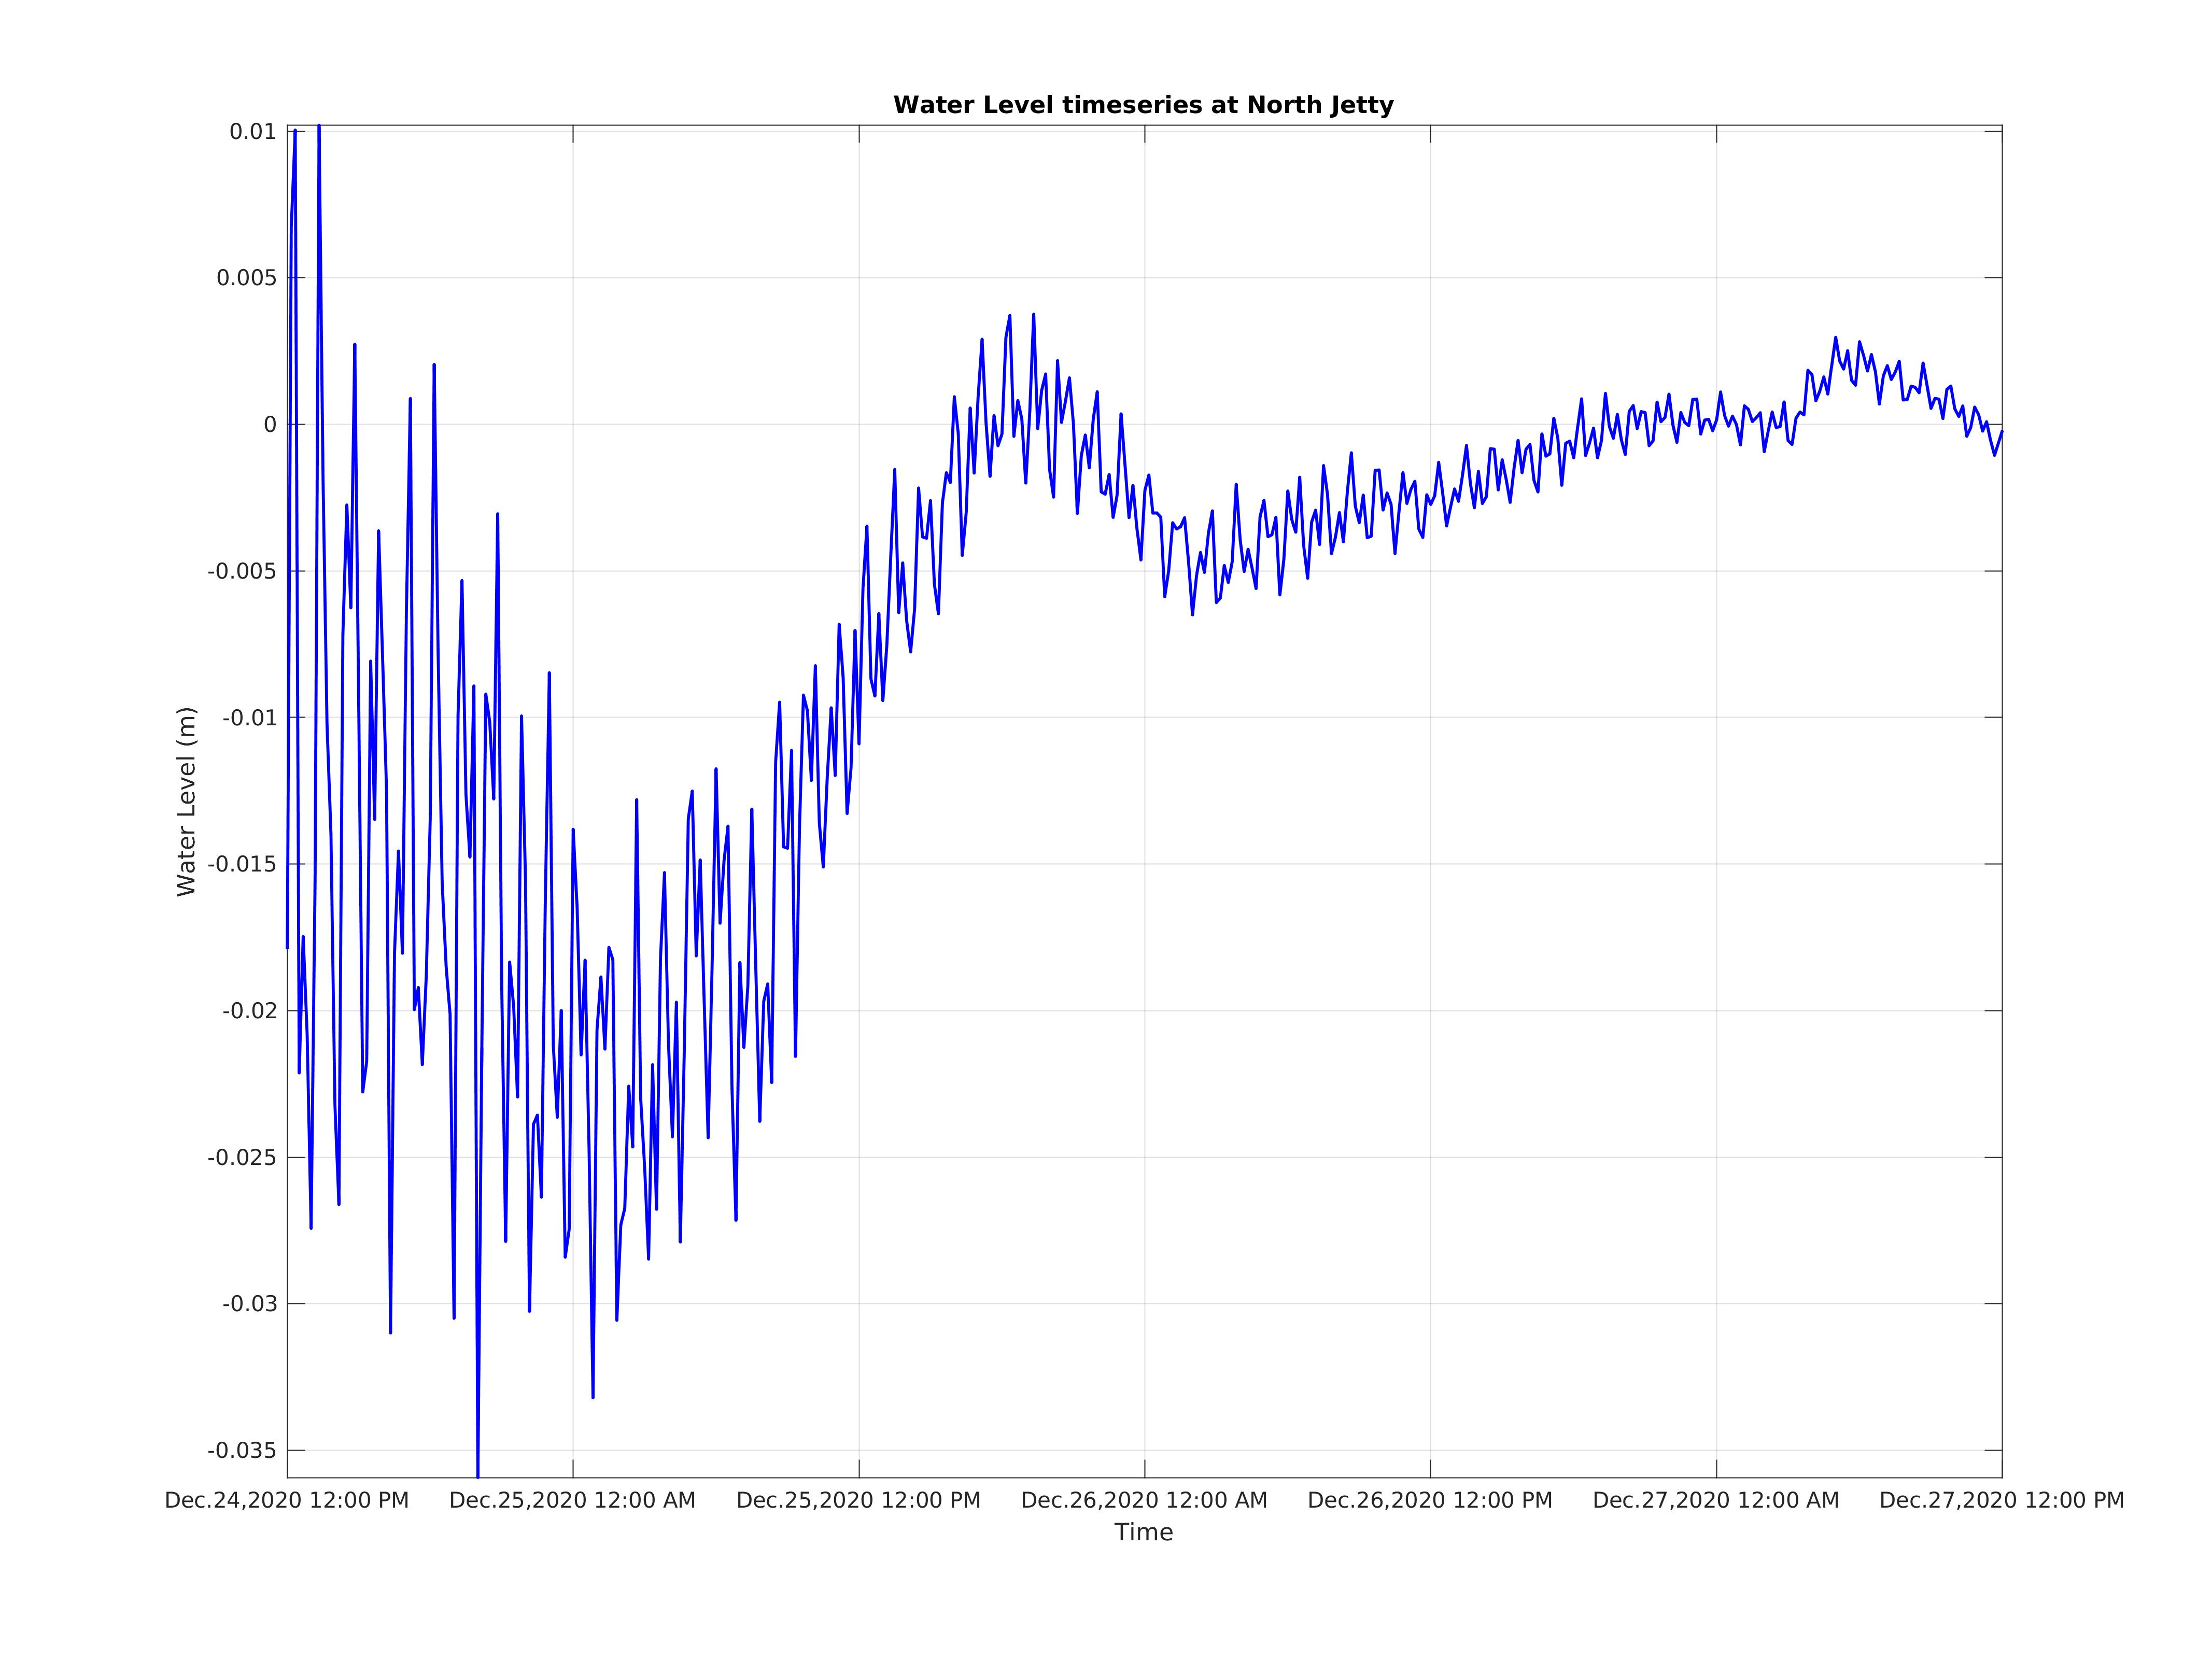 Water Level timeseries at North Jetty
0.01
0.005
0
-0.005
-0.01
-0.015
-0.02
-0.025
-0.03
-0.035
Water Level (m)
Dec.24,2020 12:00 PM Dec.25,2020 12:00 AM Dec.25,2020 12:00 PM Dec.26,2020 12:00 AM Dec.26,2020 12:00 PM Dec.27,2020 12:00 AM Dec.27,2020 12:00 PM
Time